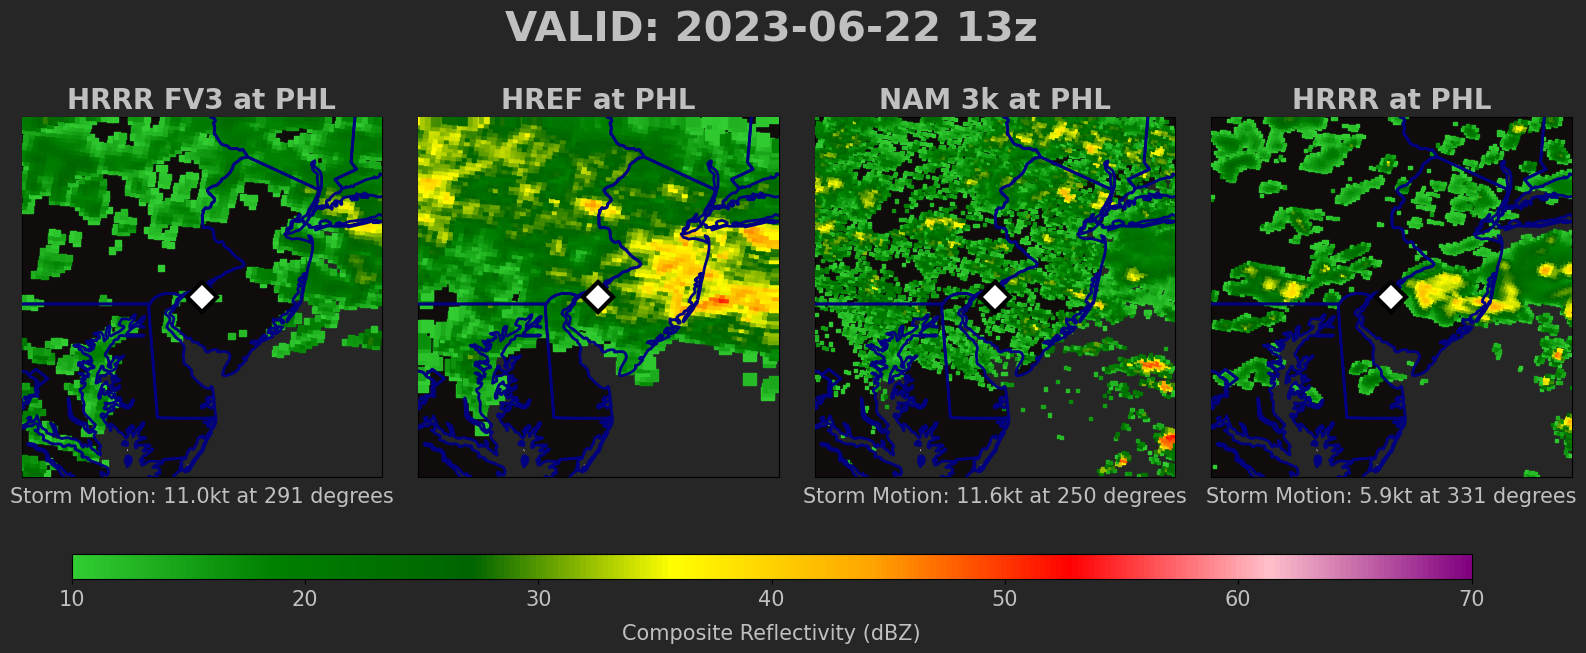 VALID: 2023-06-22 13z
HRRR FV3 at PHL
HREF at PHL
NAM 3k at PHL
HRRR at PHL
Storm Motion: 11.0kt at 291 degrees
Storm Motion: 11.6kt at 250 degrees
Storm Motion: 5.9kt at 331 degrees
10 20 30 40 50 60 70
Composite Reflectivity (dBZ)